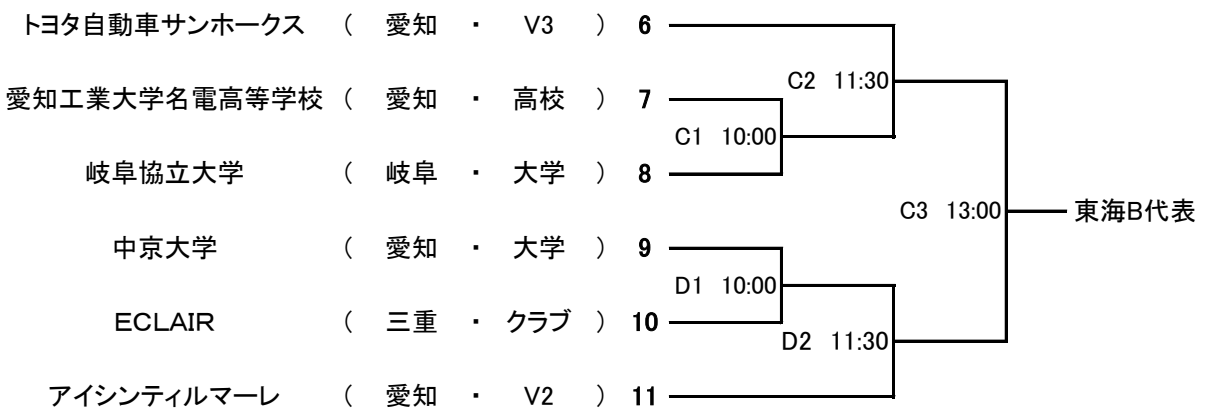 トヨタ自動車サンホークス ( 愛知 ・ V3 ) 6
C2 11:30
愛知工業大学名電高等学校 ( 愛知 ・ 高校 ) 7
C1 10:00
岐阜協立大学 ( 岐阜 ・ 大学 ) 8
C3 13:00 東海B代表
中京大学 ( 愛知 ・ 大学 ) 9
D1 10:00
ECLAIR ( 三重 ・ クラブ ) 10
D2 11:30
アイシンティルマーレ ( 愛知 ・ V2 ) 11